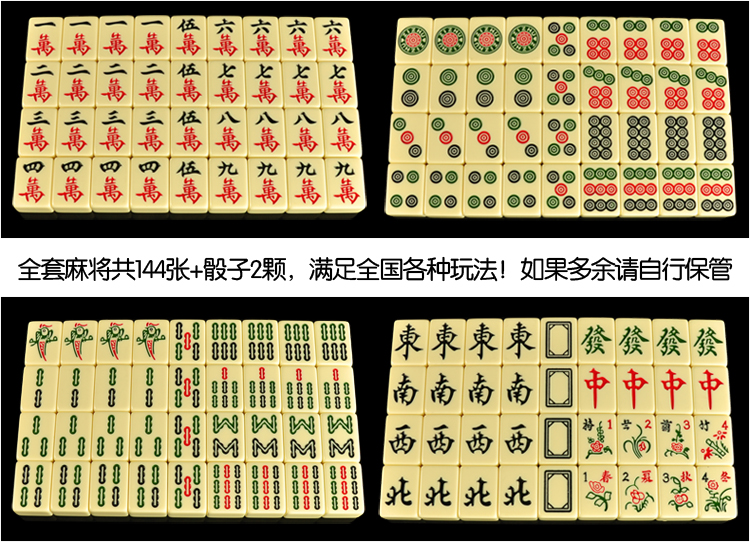 一 一 一 一 伍 六 六 六 六
萬 萬 萬 萬 萬 萬 萬 萬 萬
二 二 二 二 伍 七 七 七 七
萬 萬 萬 萬 萬 萬 萬 萬 萬
三 三 三 三 伍 八 八 八 八
萬 萬 萬 萬 萬 萬 萬 萬 萬
四 四 四 四 伍 九 九 九 九
萬 萬 萬 萬 萬 萬 萬 萬 萬
全套麻将共144张+骰子2颗，满足全国各种玩法！如果多余请自行保管
東 東 東 東 發 發 發 發
南 南 南 南 中 中 中 中
西 西 西 西 1 2 3 竹 4
北 北 北 北 1 春 2 夏 3 秋 4 冬